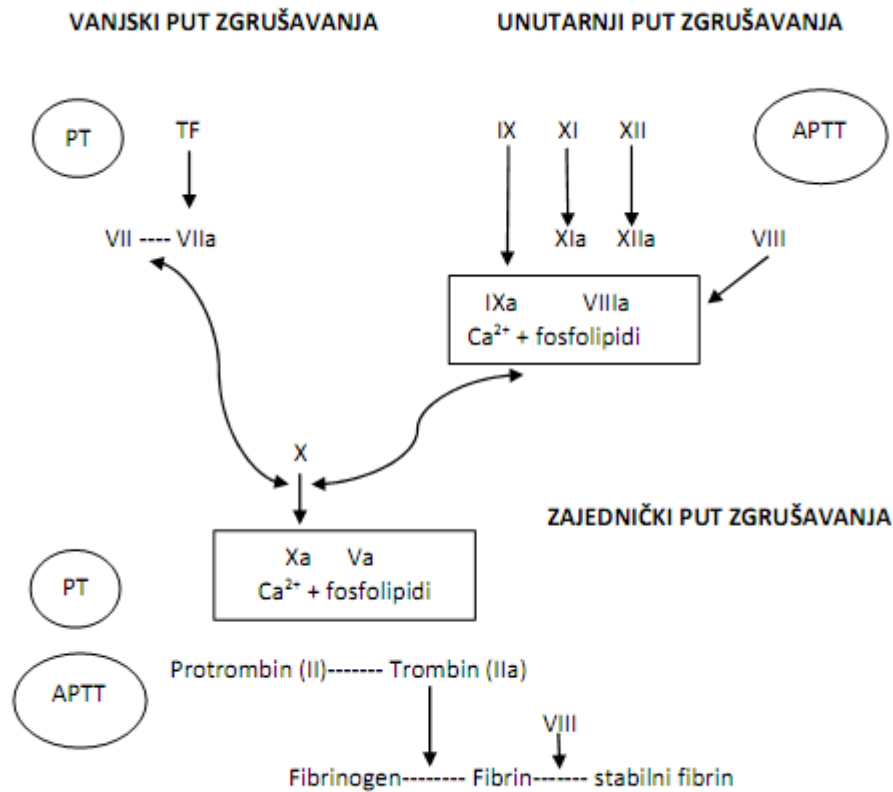 VANJSKI PUT ZGRUŠAVANJA UNUTARNJI PUT ZGRUŠAVANJA
PT TF IX XI XII APTT
VII ---- VIIa XIa XIIa VIII
IXa VIIIa
Ca²⁺ + fosfolipidi
X
ZAJEDNIČKI PUT ZGRUŠAVANJA
Xa Va
PT Ca²⁺ + fosfolipidi
Protrombin (II)------- Trombin (IIa)
APTT
VIII
Fibrinogen-------- Fibrin------- stabilni fibrin